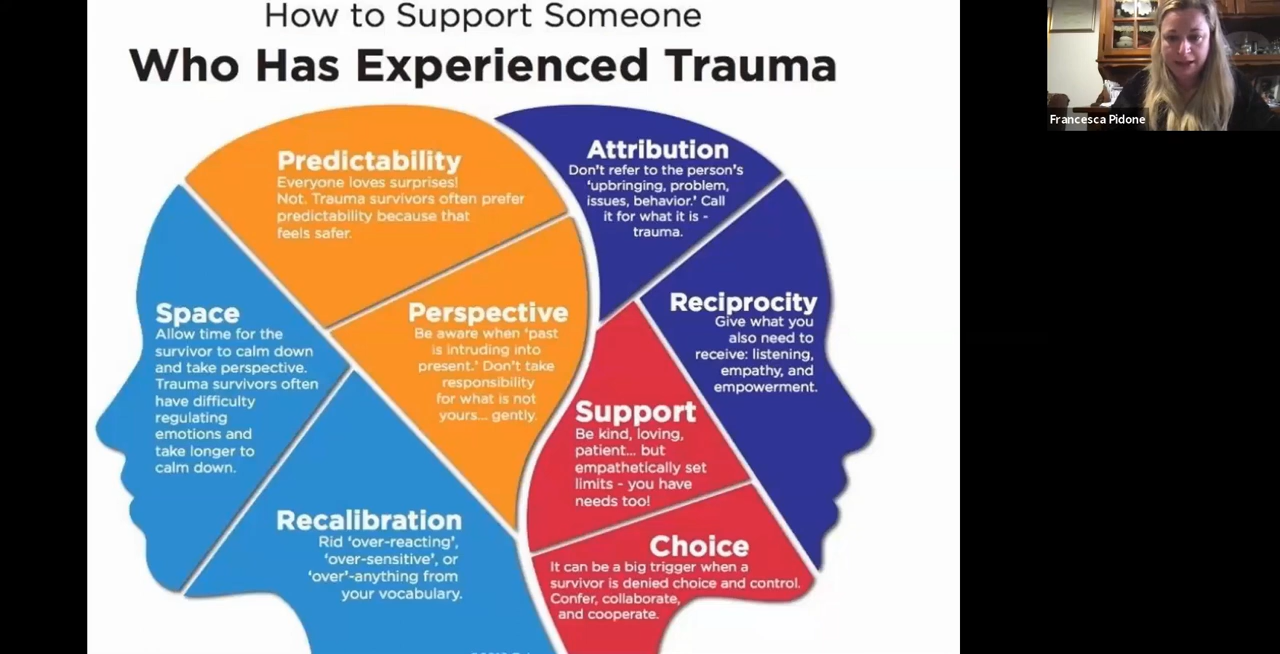 How to Support Someone
Who Has Experienced Trauma
Predictability
Everyone loves surprises!
Not. Trauma survivors often prefer
predictability because that
feels safer.
Attribution
Don't refer to the person's
'upbringing, problem,
issues, behavior.' Call
it for what it is -
trauma.
Space
Allow time for the
survivor to calm down
and take perspective.
Trauma survivors often
have difficulty
regulating
emotions and
take longer to
calm down.
Perspective
Be aware when 'past
is intruding into
present.' Don't take
responsibility
for what is not
yours... gently.
Reciprocity
Give what you
also need to
receive: listening,
empathy, and
empowerment.
Support
Be kind, loving,
patient... but
empathetically set
limits - you have
needs too!
Recalibration
Rid 'over-reacting',
'over-sensitive', or
'over'-anything from
your vocabulary.
Choice
It can be a big trigger when a
survivor is denied choice and control.
Confer, collaborate,
and cooperate.
Francesca Pidone